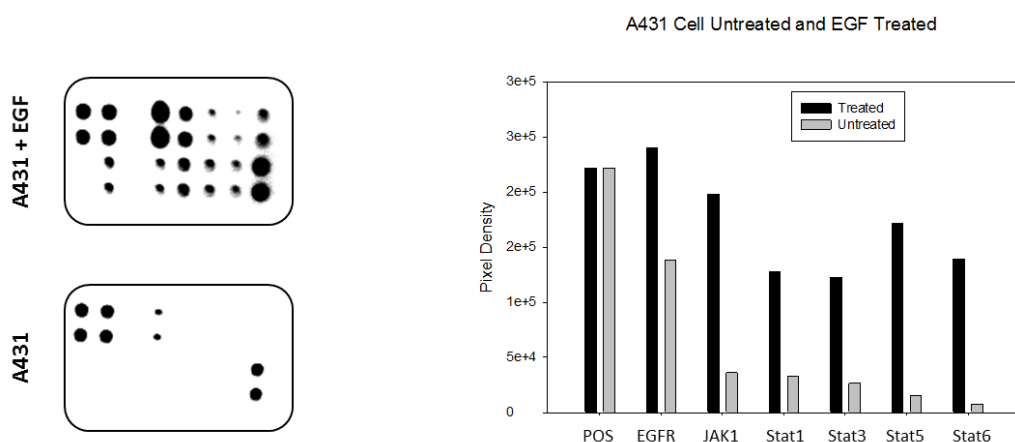 A431 + EGF
A431
A431 Cell Untreated and EGF Treated
Pixel Density
3e+5
3e+5
2e+5
2e+5
1e+5
5e+4
0
Treated
Untreated
POS EGFR JAK1 Stat1 Stat3 Stat5 Stat6